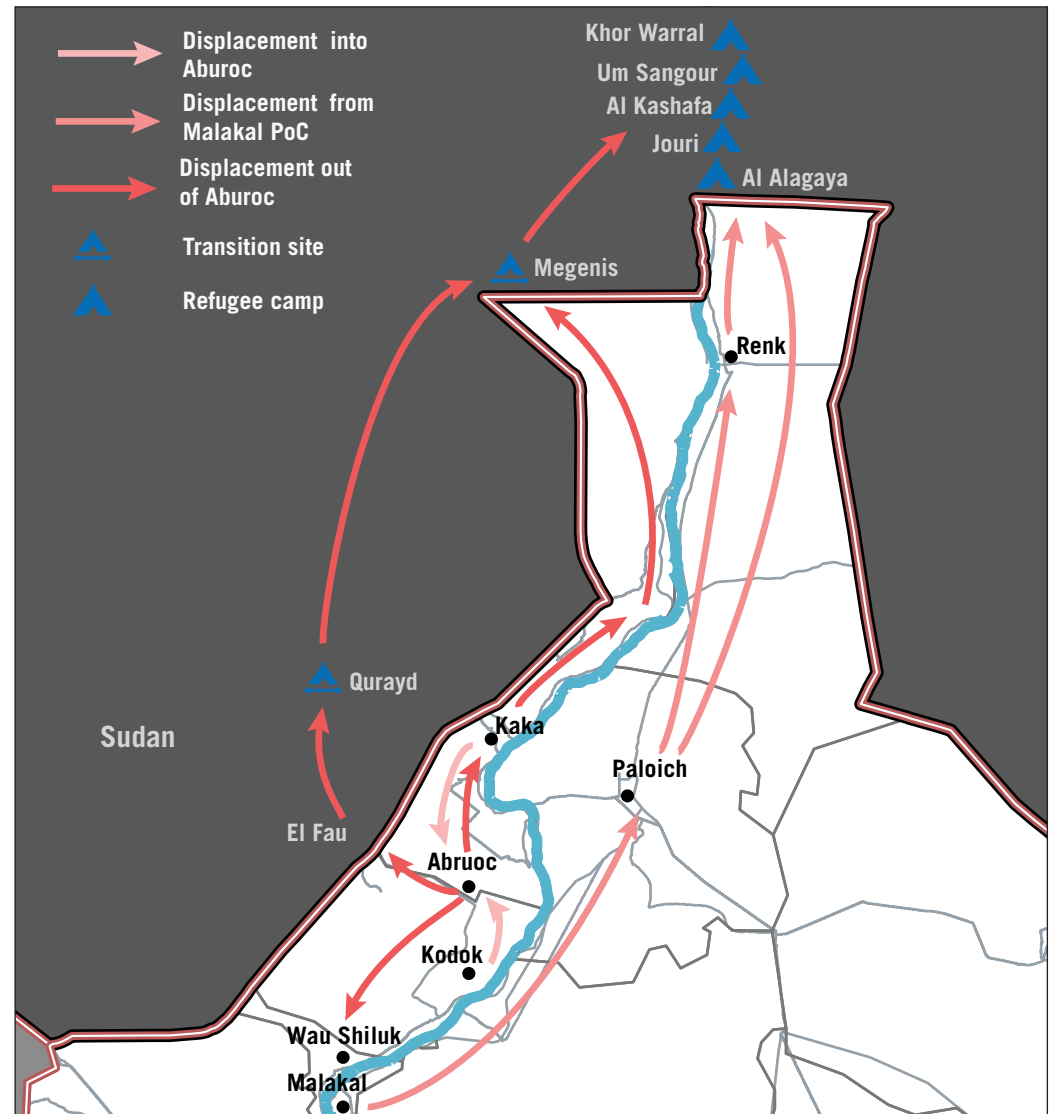 Displacement into
Aburoc
Displacement from
Malakal PoC
Displacement out
of Aburoc
Transition site
Refugee camp
Khor Warral
Um Sangour
Al Kashafa
Jouri
Al Alagaya
Megenis
Renk
Qurayd
Sudan
Kaka
Paloich
El Fau
Abruoc
Kodok
Wau Shiluk
Malakal